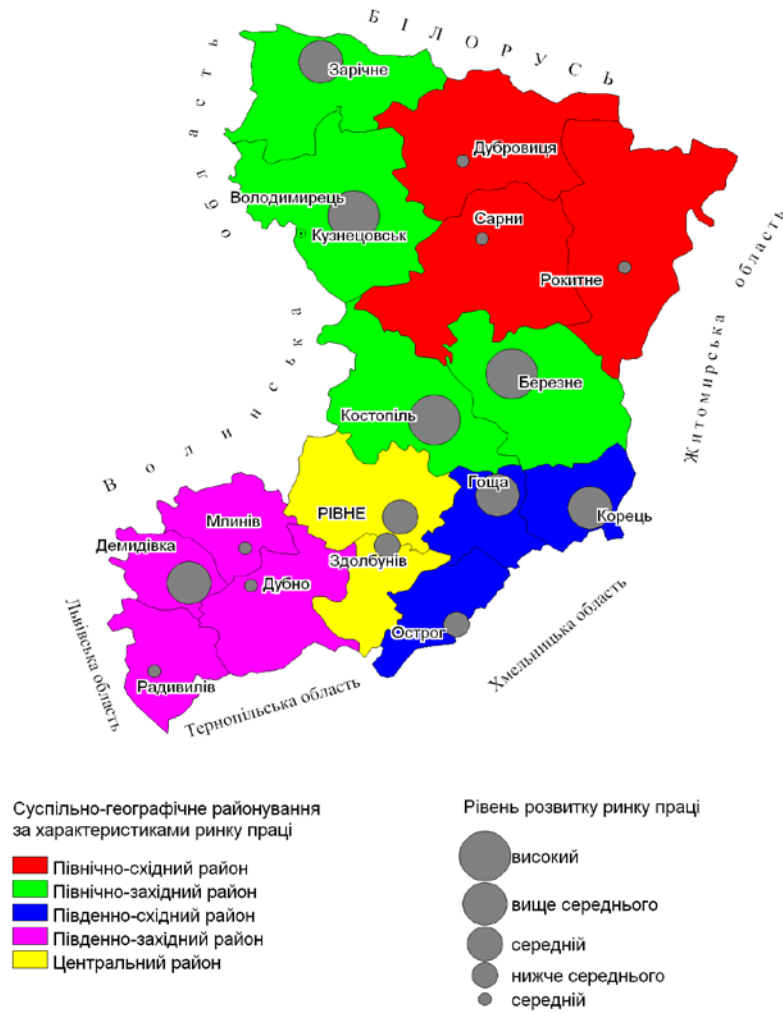 БІЛОРУСЬ
Зарічне
Дубровиця
Володимирець
Кузнецовськ
Сарни
Рокитне
Волинська область
Житомирська область
Березне
Костопіль
Гоща
РІВНЕ
Корець
Млинів
Демидівка
Здолбунів
Дубно
Острог
Радивилів
Львівська область
Тернопільська область
Хмельницька область
Суспільно-географічне районування
за характеристиками ринку праці
Північно-східний район
Північно-західний район
Південно-східний район
Південно-західний район
Центральний район
Рівень розвитку ринку праці
високий
вище середнього
середній
нижче середнього
середній